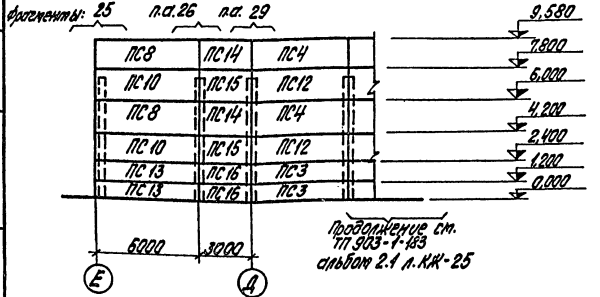 фрагменты: 25 п.а.26 п.а. 29
9,580
ПС8 ПС14 ПС4
7,800
ПС10 ПС15 ПС12
6,000
ПС8 ПС14 ПС4
4,200
ПС10 ПС15 ПС12
2,400
ПС13 ПС16 ПС3
1,200
ПС13 ПС16 ПС3
0,000
Продолжение см.
ТП 903-1-183
альбом 2.1 л. КЖ-25
6000 3000
Е Д